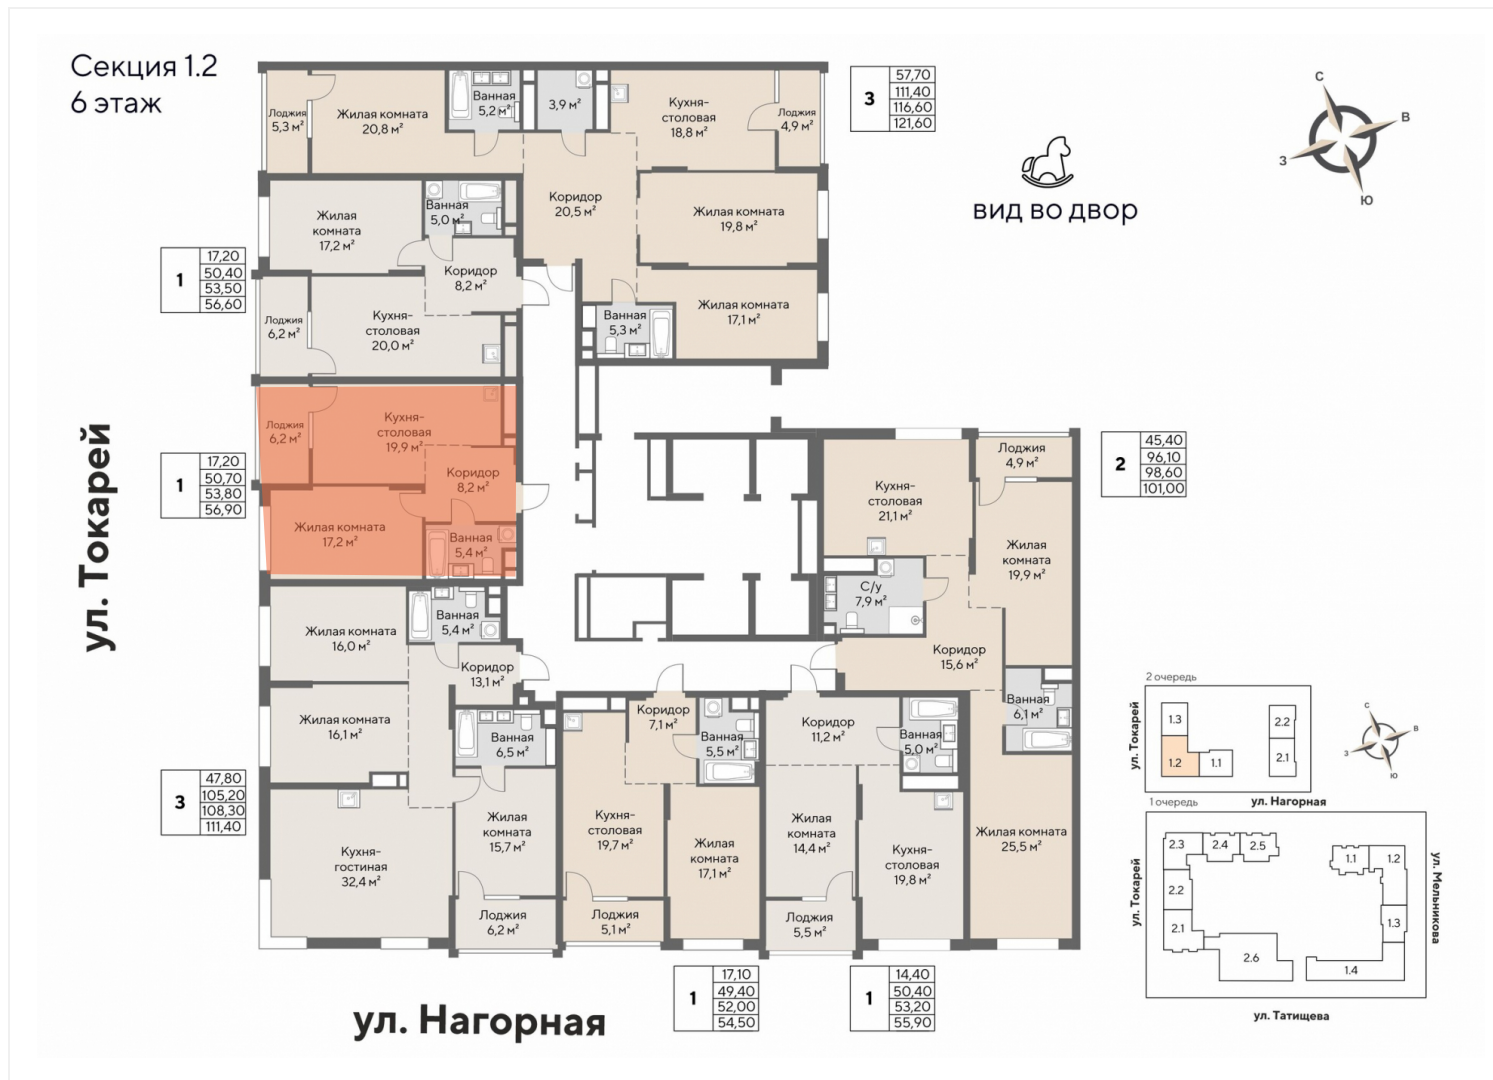 Секция 1.2
6 этаж
Лоджия
5,3 м²
Жилая комната
20,8 м²
Ванная
5,2 м²
3,9 м²
Кухня-
столовая
18,8 м²
Лоджия
4,9 м²
3
57,70
111,40
116,60
121,60
вид во двор
С
В
З
Ю
Жилая
комната
17,2 м²
Ванная
5,0 м²
Коридор
20,5 м²
Жилая комната
19,8 м²
1
17,20
50,40
53,50
56,60
Коридор
8,2 м²
Лоджия
6,2 м²
Кухня-
столовая
20,0 м²
Ванная
5,3 м²
Жилая комната
17,1 м²
ул. Токарей
1
17,20
50,70
53,80
56,90
Лоджия
6,2 м²
Кухня-
столовая
19,9 м²
Коридор
8,2 м²
Жилая комната
17,2 м²
Ванная
5,4 м²
Кухня-
столовая
21,1 м²
Лоджия
4,9 м²
2
45,40
96,10
98,60
101,00
Жилая
комната
19,9 м²
С/у
7,9 м²
Коридор
15,6 м²
Жилая комната
16,0 м²
Ванная
5,4 м²
Коридор
13,1 м²
Жилая комната
16,1 м²
Ванная
6,5 м²
Коридор
7,1 м²
Ванная
5,5 м²
Коридор
11,2 м²
Ванная
5,0 м²
Ванная
6,1 м²
3
47,80
105,20
108,30
111,40
Кухня-
гостиная
32,4 м²
Жилая
комната
15,7 м²
Кухня-
столовая
19,7 м²
Жилая
комната
17,1 м²
Жилая
комната
14,4 м²
Кухня-
столовая
19,8 м²
Жилая комната
25,5 м²
Лоджия
6,2 м²
Лоджия
5,1 м²
Лоджия
5,5 м²
1
17,10
49,40
52,00
54,50
1
14,40
50,40
53,20
55,90
ул. Нагорная
2 очередь
ул. Токарей
1.3
1.2
1.1
2.2
2.1
ул. Нагорная
С
В
З
Ю
1 очередь
ул. Токарей
2.3
2.4
2.5
2.2
2.1
2.6
1.1
1.2
1.3
1.4
ул. Мельникова
ул. Татищева